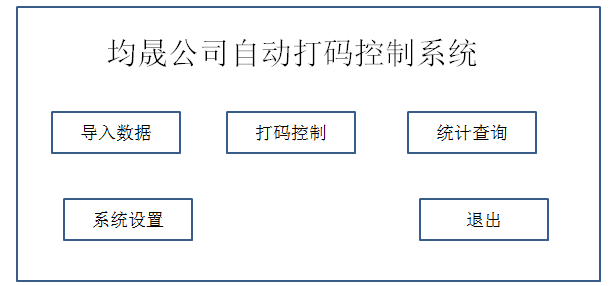 均晟公司自动打码控制系统
导入数据
打码控制
统计查询
系统设置
退出